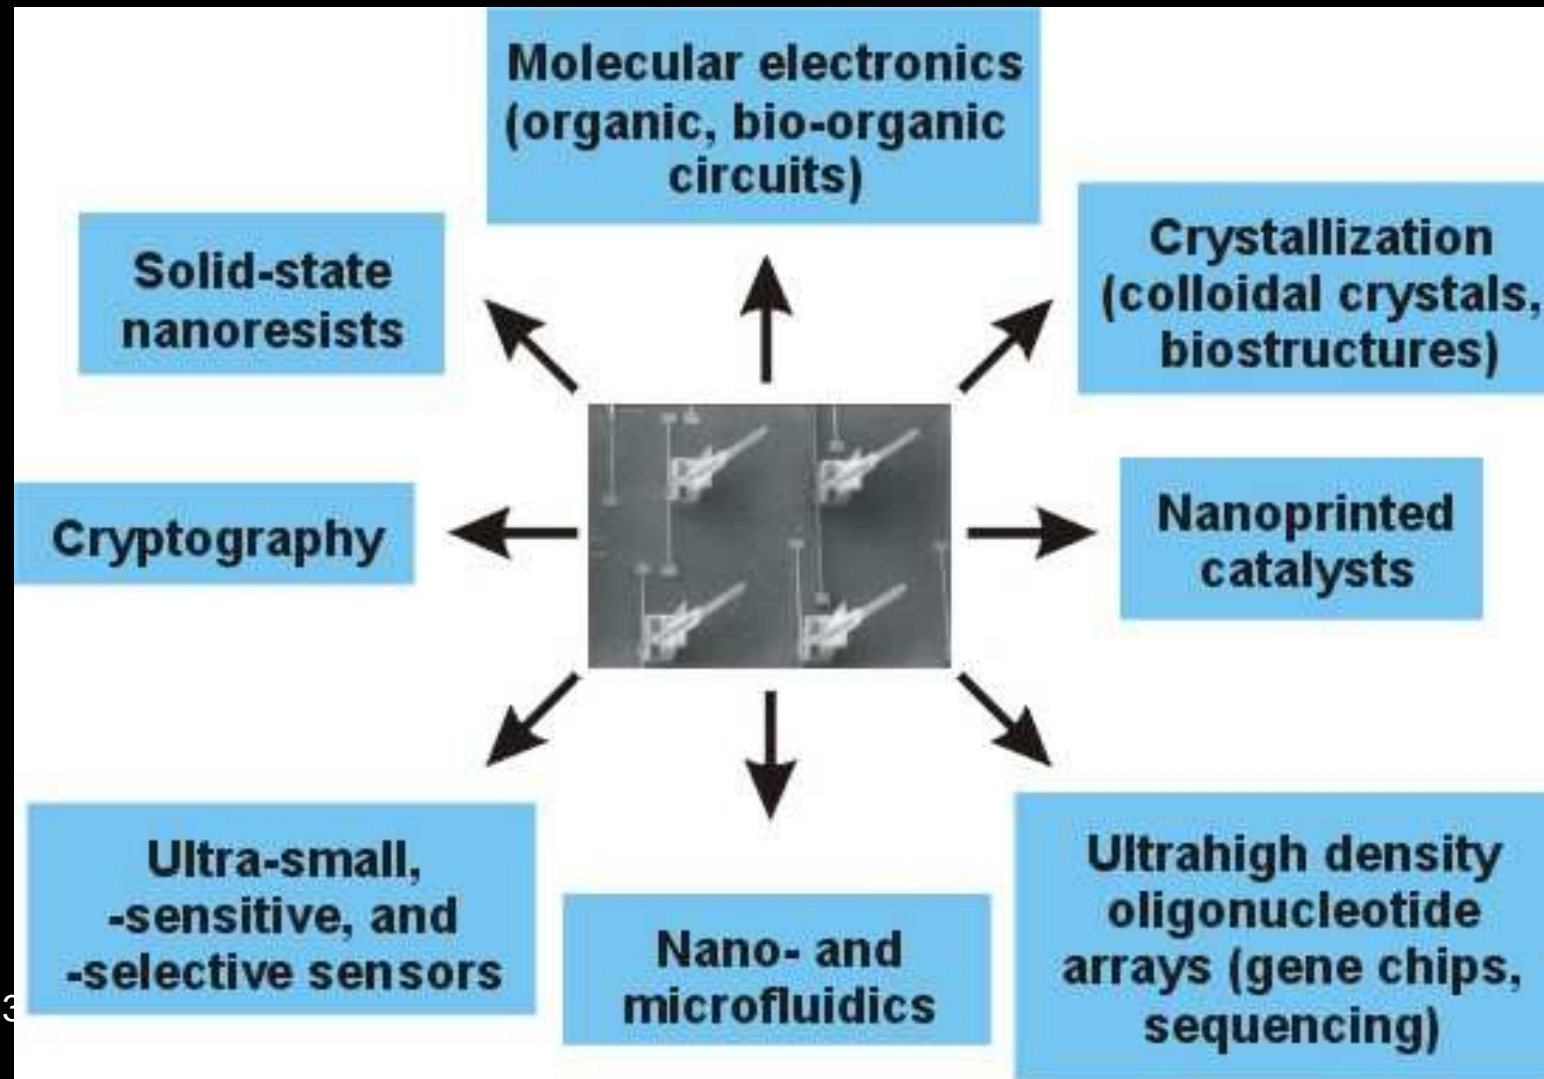 Molecular electronics
(organic, bio-organic
circuits)
Solid-state
nanoresists
Crystallization
(colloidal crystals,
biostructures)
Cryptography
Nanoprinted
catalysts
Ultra-small,
-sensitive, and
-selective sensors
Nano- and
microfluidics
Ultrahigh density
oligonucleotide
arrays (gene chips,
sequencing)
3